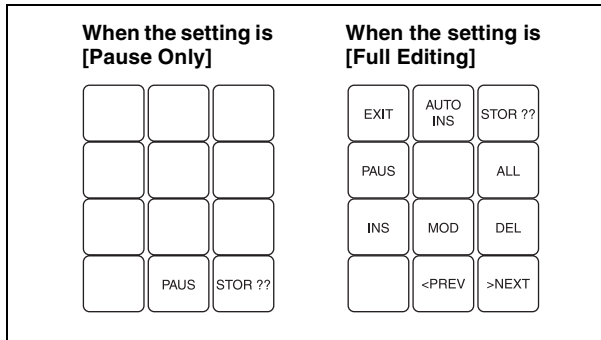 When the setting is
[Pause Only]
When the setting is
[Full Editing]
EXIT
AUTO
INS
STOR ??
PAUS
ALL
INS
MOD
DEL
PAUS
STOR ??
<PREV
>NEXT